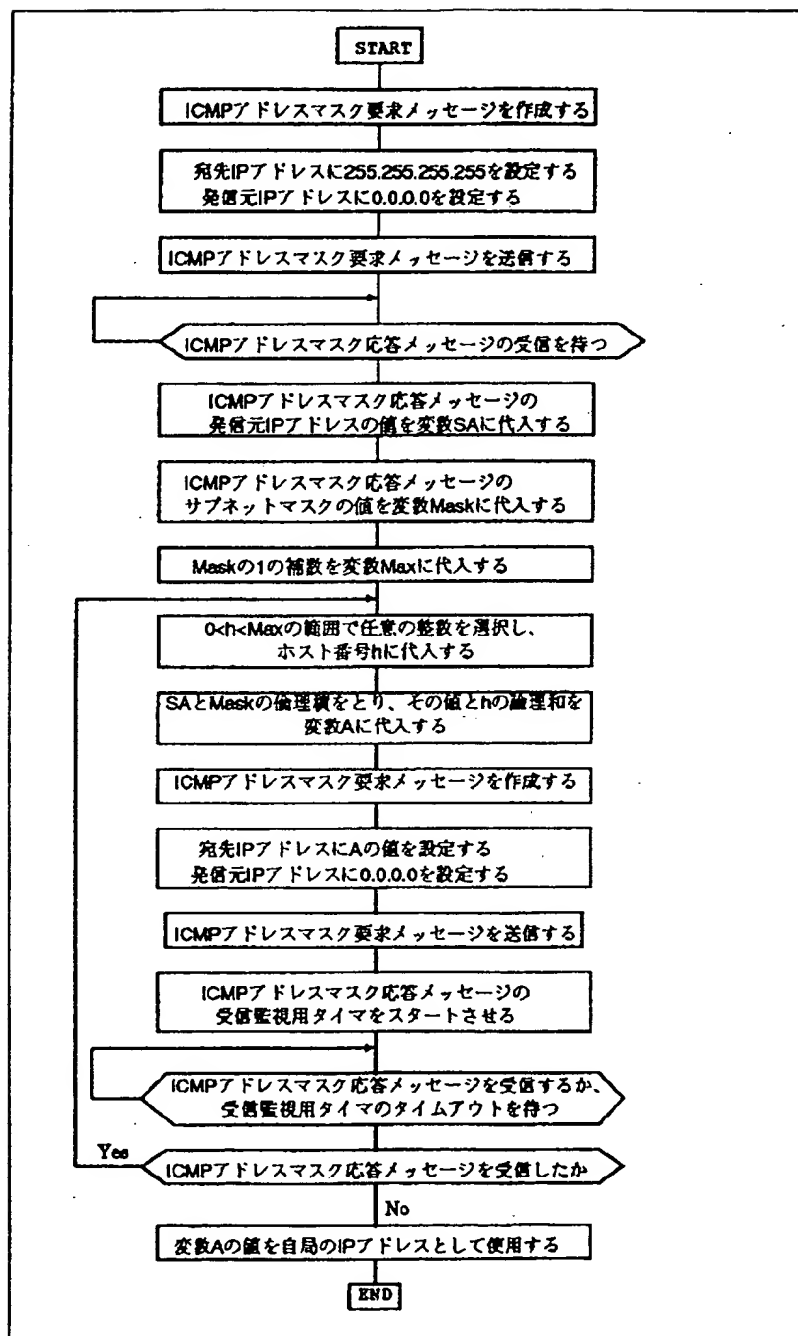 START
ICMPアドレスマスク要求メッセージを作成する
宛先IPアドレスに255.255.255.255を設定する
発信元IPアドレスに0.0.0.0を設定する
ICMPアドレスマスク要求メッセージを送信する
ICMPアドレスマスク応答メッセージの受信を待つ
ICMPアドレスマスク応答メッセージの
発信元IPアドレスの値を変数SAに代入する
ICMPアドレスマスク応答メッセージの
サブネットマスクの値を変数Maskに代入する
Maskの1の補数を変数Maxに代入する
0<h<Maxの範囲で任意の整数を選択し、
ホスト番号hに代入する
SAとMaskの倫理積をとり、その値とhの論理和を
変数Aに代入する
ICMPアドレスマスク要求メッセージを作成する
宛先IPアドレスにAの値を設定する
発信元IPアドレスに0.0.0.0を設定する
ICMPアドレスマスク要求メッセージを送信する
ICMPアドレスマスク応答メッセージの
受信監視用タイマをスタートさせる
ICMPアドレスマスク応答メッセージを受信するか、
受信監視用タイマのタイムアウトを待つ
Yes
ICMPアドレスマスク応答メッセージを受信したか
No
変数Aの値を自局のIPアドレスとして使用する
END